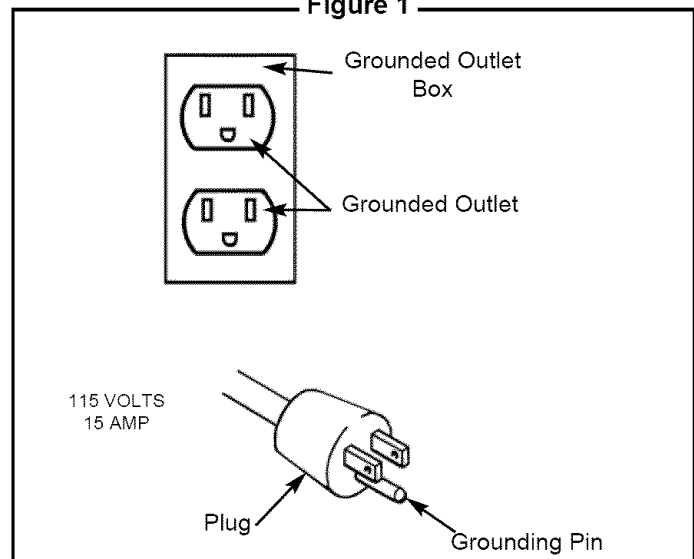 Figure 1
Grounded Outlet
Box
Grounded Outlet
115 VOLTS
15 AMP
Plug
Grounding Pin